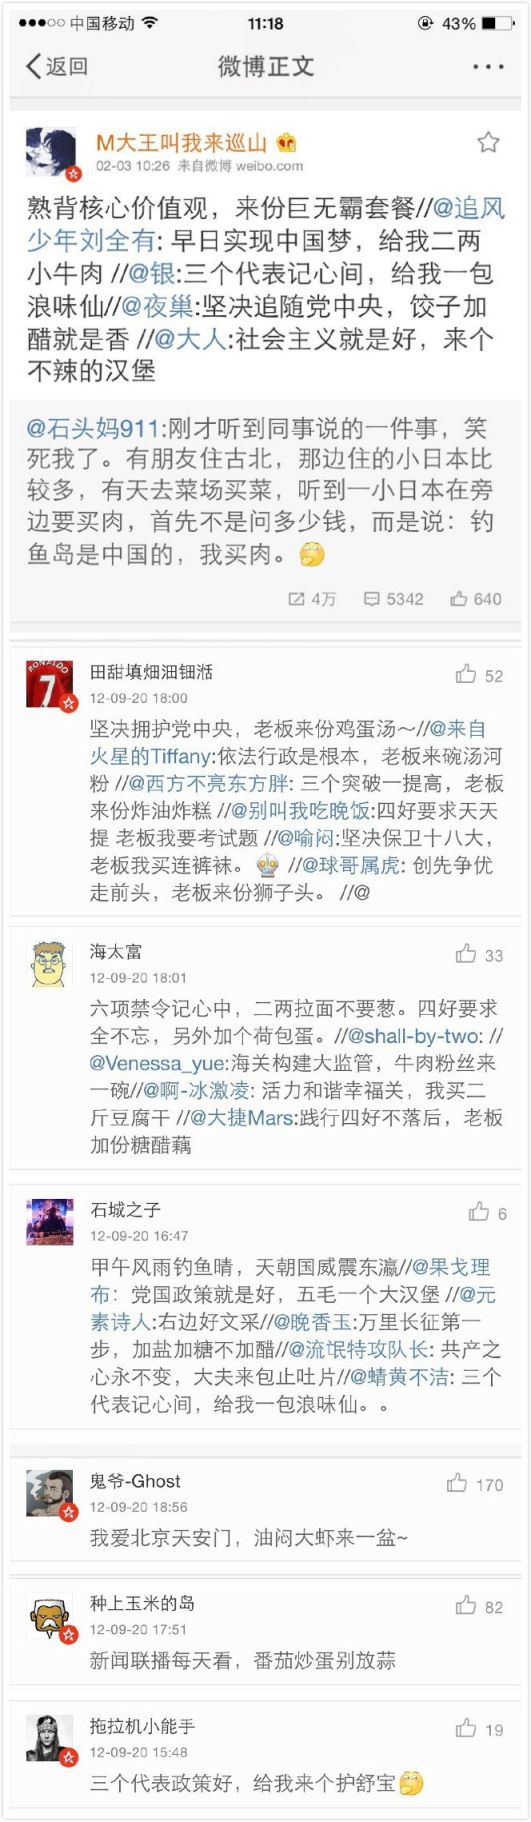 中国移动 11:18 43%
返回 微博正文
M大王叫我来巡山
02-03 10:26 来自微博 weibo.com
熟背核心价值观，来份巨无霸套餐//@追风
少年刘全有: 早日实现中国梦，给我二两
小牛肉 //@银:三个代表记心间，给我一包
浪味仙//@夜巢:坚决追随党中央，饺子加
醋就是香 //@大人:社会主义就是好，来个
不辣的汉堡
@石头妈911:刚才听到同事说的一件事，笑
死我了。有朋友住古北，那边住的小日本比
较多，有天去菜场买菜，听到一小日本在旁
边要买肉，首先不是问多少钱，而是说：钓
鱼岛是中国的，我买肉。
4万 5342 640
RONALDO
7
田甜填畑沺钿湉 52
12-09-20 18:00
坚决拥护党中央，老板来份鸡蛋汤～//@来自
火星的Tiffany:依法行政是根本，老板来碗汤河
粉 //@西方不亮东方胖: 三个突破一提高，老板
来份炸油炸糕 //@别叫我吃晚饭:四好要求天天
提 老板我要考试题 //@喻闷:坚决保卫十八大，
老板我买连裤袜。 //@球哥属虎: 创先争优
走前头，老板来份狮子头。 //@
海太富 33
12-09-20 18:01
六项禁令记心中，二两拉面不要葱。四好要求
全不忘，另外加个荷包蛋。//@shall-by-two: //
@Venessa_yue:海关构建大监管，牛肉粉丝来
一碗//@啊-冰激凌: 活力和谐幸福关，我买二
斤豆腐干 //@大捷Mars:践行四好不落后，老板
加份糖醋藕
石城之子 6
12-09-20 16:47
甲午风雨钓鱼晴，天朝国威震东瀛//@果戈理
布：党国政策就是好，五毛一个大汉堡 //@元
素诗人:右边好文采//@晚香玉:万里长征第一
步，加盐加糖不加醋//@流氓特攻队长: 共产之
心永不变，大夫来包止吐片//@蜻黄不洁: 三个
代表记心间，给我一包浪味仙。。
鬼爷-Ghost 170
12-09-20 18:56
我爱北京天安门，油闷大虾来一盆~
种上玉米的岛 82
12-09-20 17:51
新闻联播每天看，番茄炒蛋别放蒜
拖拉机小能手 19
12-09-20 15:48
三个代表政策好，给我来个护舒宝